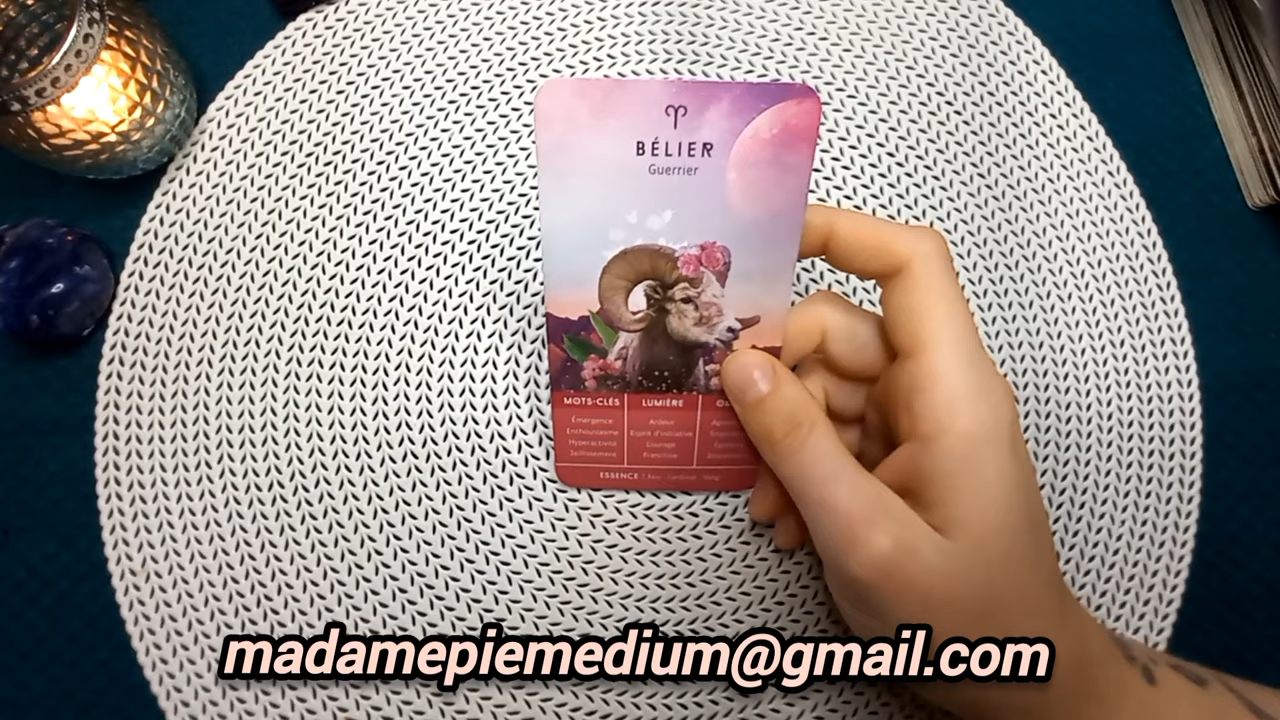 ♈
BÉLIER
Guerrier
MOTS-CLÉS
Émergence
Enthousiasme
Hyperactivité
Jaillissement
LUMIÈRE
Ardeur
Esprit d'initiative
Courage
Franchise
ESSENCE
madamepiemedium@gmail.com